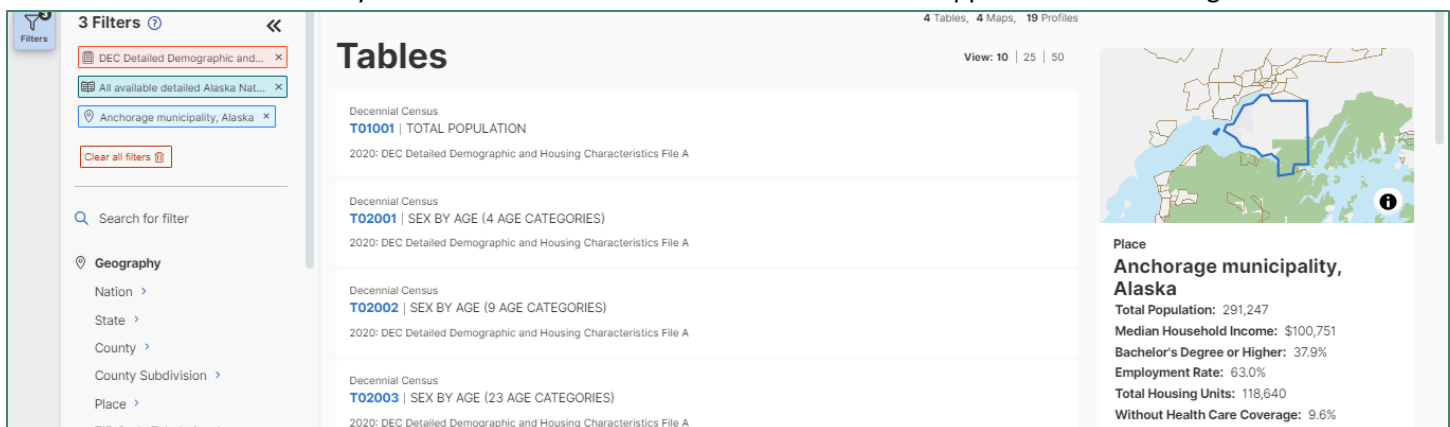 3
Filters
3 Filters
DEC Detailed Demographic and... ×
All available detailed Alaska Nat... ×
Anchorage municipality, Alaska ×
Clear all filters
Search for filter
Geography
Nation >
State >
County >
County Subdivision >
Place >
4 Tables, 4 Maps, 19 Profiles
Tables
View: 10 | 25 | 50
Decennial Census
T01001 | TOTAL POPULATION
2020: DEC Detailed Demographic and Housing Characteristics File A
Decennial Census
T02001 | SEX BY AGE (4 AGE CATEGORIES)
2020: DEC Detailed Demographic and Housing Characteristics File A
Decennial Census
T02002 | SEX BY AGE (9 AGE CATEGORIES)
2020: DEC Detailed Demographic and Housing Characteristics File A
Decennial Census
T02003 | SEX BY AGE (23 AGE CATEGORIES)
2020: DEC Detailed Demographic and Housing Characteristics File A
Place
Anchorage municipality,
Alaska
Total Population: 291,247
Median Household Income: $100,751
Bachelor's Degree or Higher: 37.9%
Employment Rate: 63.0%
Total Housing Units: 118,640
Without Health Care Coverage: 9.6%